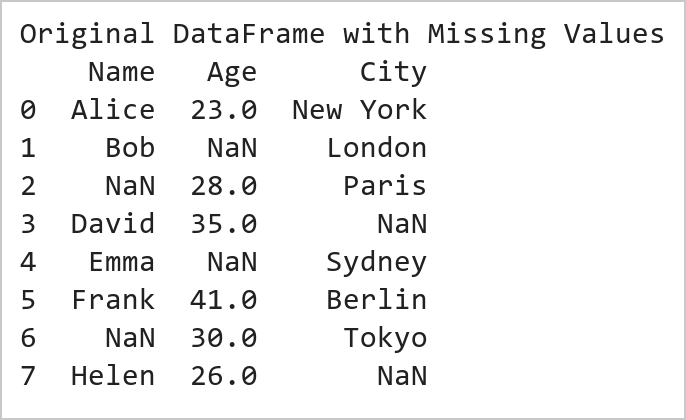 Original DataFrame with Missing Values
    Name   Age      City
0  Alice  23.0  New York
1    Bob   NaN    London
2    NaN  28.0     Paris
3  David  35.0       NaN
4   Emma   NaN    Sydney
5  Frank  41.0    Berlin
6    NaN  30.0     Tokyo
7  Helen  26.0       NaN